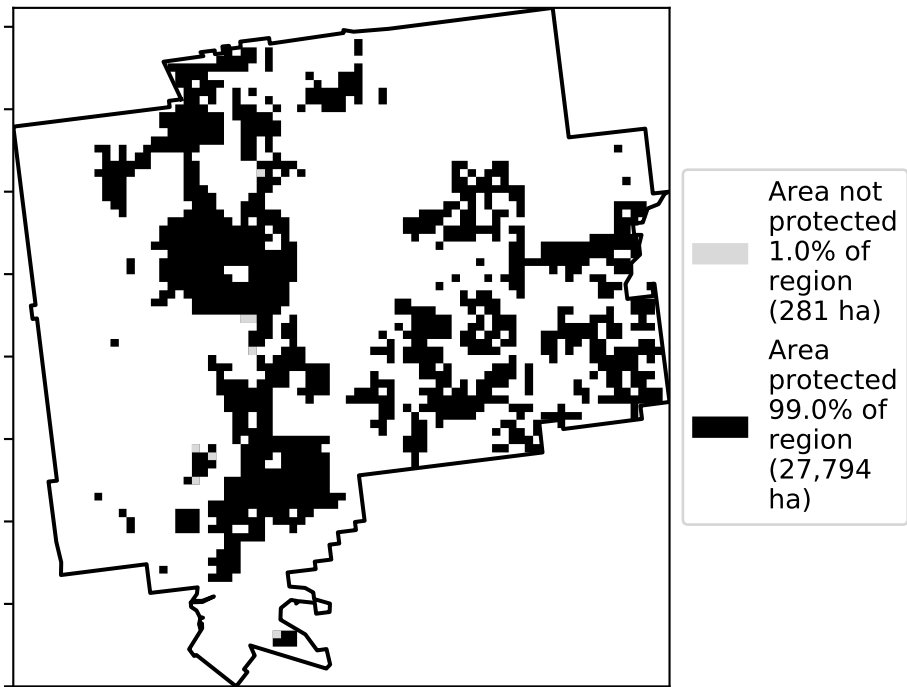 Area not
protected
1.0% of
region
(281 ha)
Area
protected
99.0% of
region
(27,794
ha)